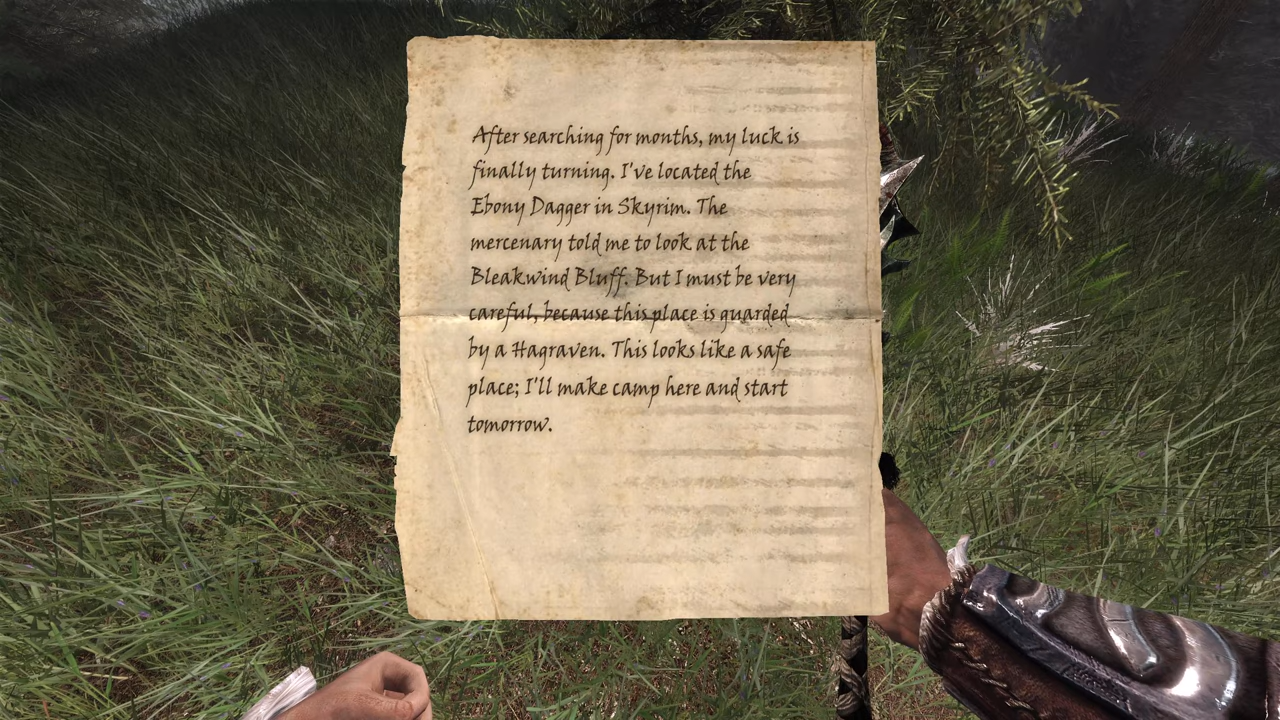 After searching for months, my luck is
finally turning. I've located the
Ebony Dagger in Skyrim. The
mercenary told me to look at the
Bleakwind Bluff. But I must be very
careful, because this place is guarded
by a Hagraven. This looks like a safe
place; I'll make camp here and start
tomorrow.